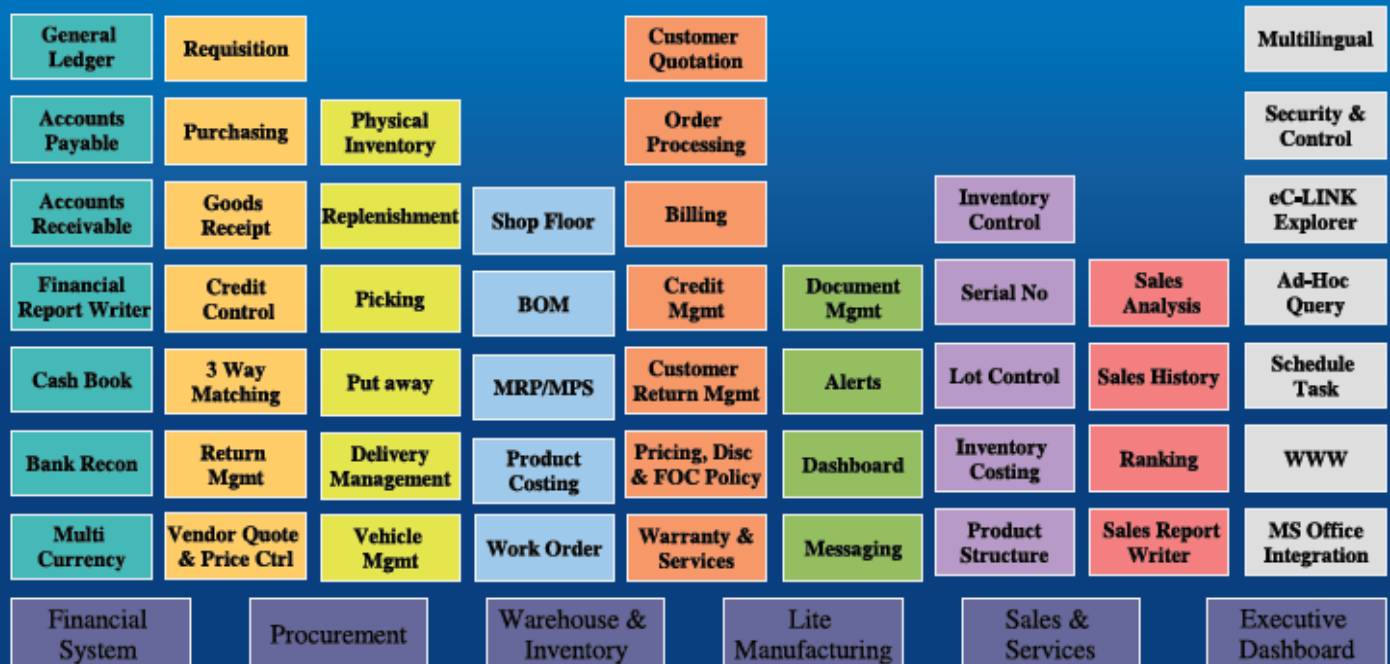 General
Ledger
Accounts
Payable
Accounts
Receivable
Financial
Report Writer
Cash Book
Bank Recon
Multi
Currency
Requisition
Purchasing
Goods
Receipt
Credit
Control
3 Way
Matching
Return
Mgmt
Vendor Quote
& Price Ctrl
Physical
Inventory
Replenishment
Picking
Put away
Delivery
Management
Vehicle
Mgmt
Shop Floor
BOM
MRP/MPS
Product
Costing
Work Order
Customer
Quotation
Order
Processing
Billing
Credit
Mgmt
Customer
Return Mgmt
Pricing, Disc
& FOC Policy
Warranty &
Services
Document
Mgmt
Alerts
Dashboard
Messaging
Inventory
Control
Serial No
Lot Control
Inventory
Costing
Product
Structure
Sales
Analysis
Sales History
Ranking
Sales Report
Writer
Multilingual
Security &
Control
eC-LINK
Explorer
Ad-Hoc
Query
Schedule
Task
WWW
MS Office
Integration
Financial
System
Procurement
Warehouse &
Inventory
Lite
Manufacturing
Sales &
Services
Executive
Dashboard